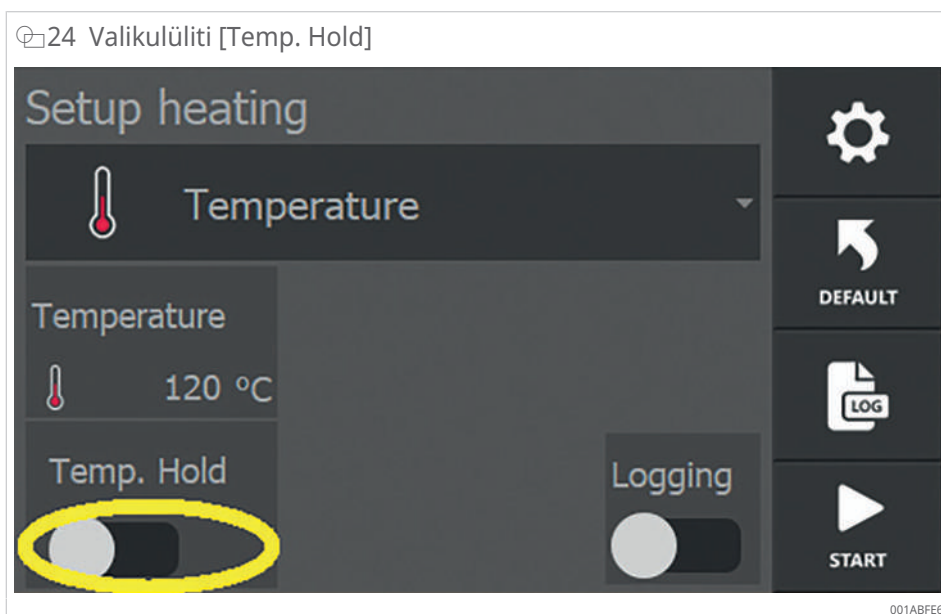 24 Valikulüliti [Temp. Hold]
Setup heating
Temperature
Temperature
120 °C
Temp. Hold
Logging
DEFAULT
LOG
START
001ABFE6